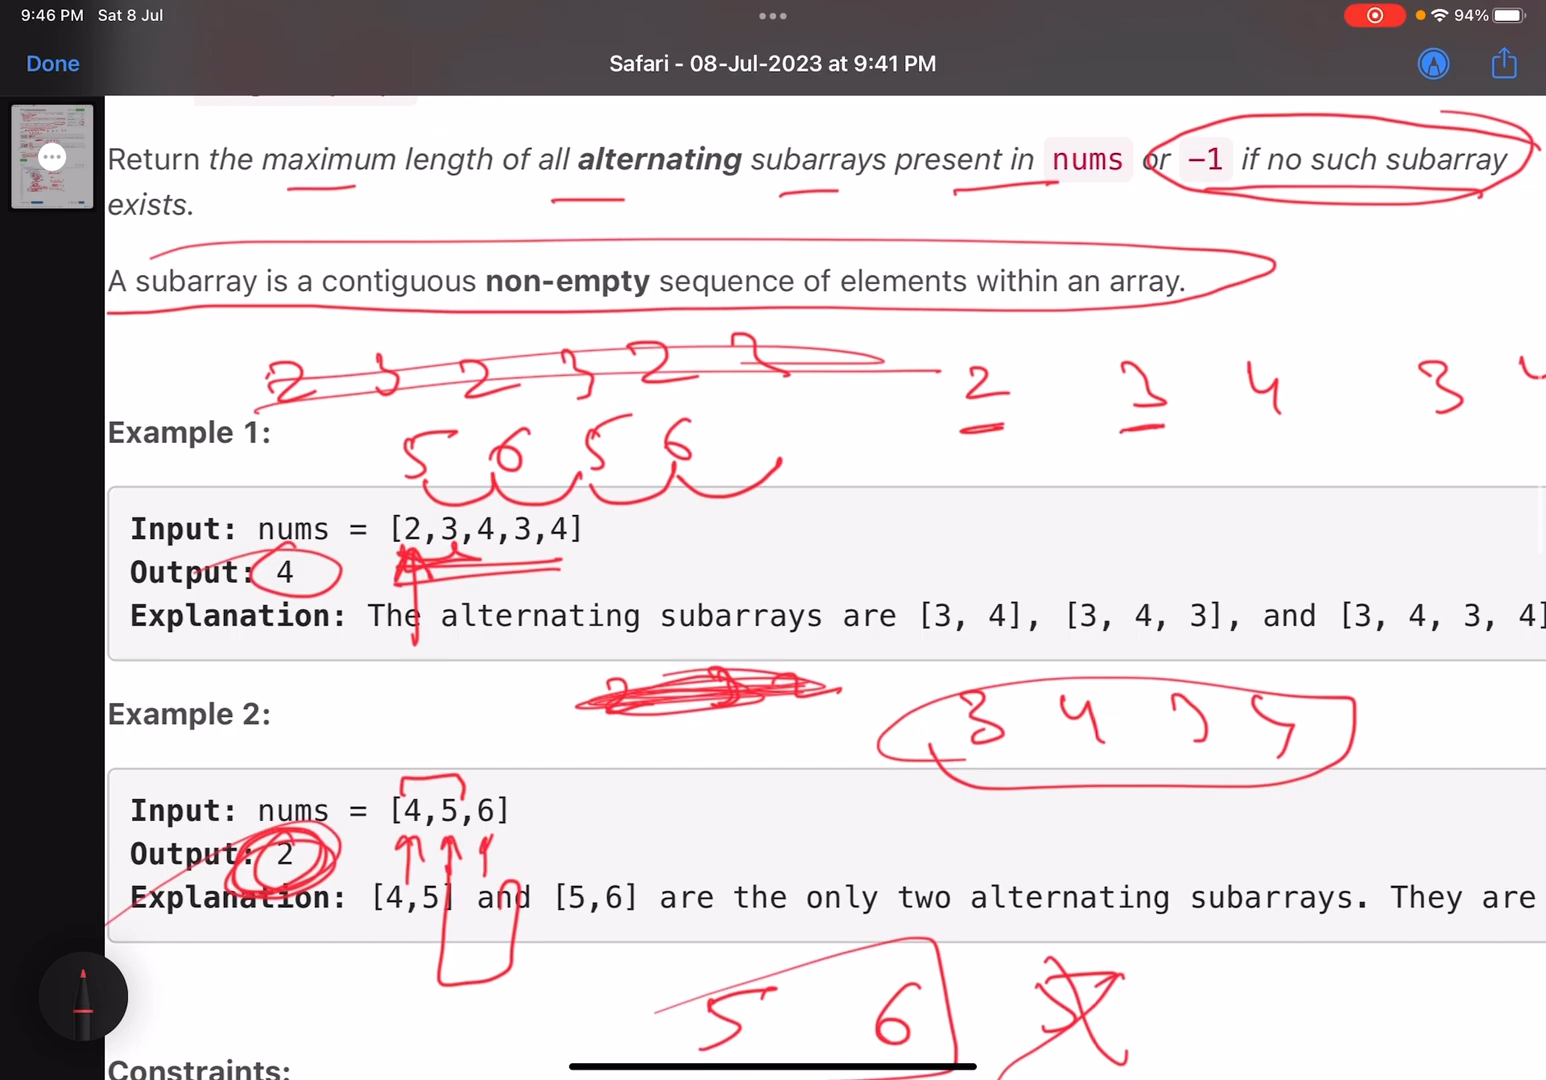 9:46 PM Sat 8 Jul
94%
Done
Safari - 08-Jul-2023 at 9:41 PM
Return the maximum length of all alternating subarrays present in nums or -1 if no such subarray
exists.
A subarray is a contiguous non-empty sequence of elements within an array.
2 3 2 3 2 2
2 3 4 3
Example 1:
5 6 5 6
Input: nums = [2,3,4,3,4]
Output: 4
Explanation: The alternating subarrays are [3, 4], [3, 4, 3], and [3, 4, 3, 4]
Example 2:
3 4 3 4
Input: nums = [4,5,6]
Output: 2
Explanation: [4,5] and [5,6] are the only two alternating subarrays. They are
5 6
Constraints: